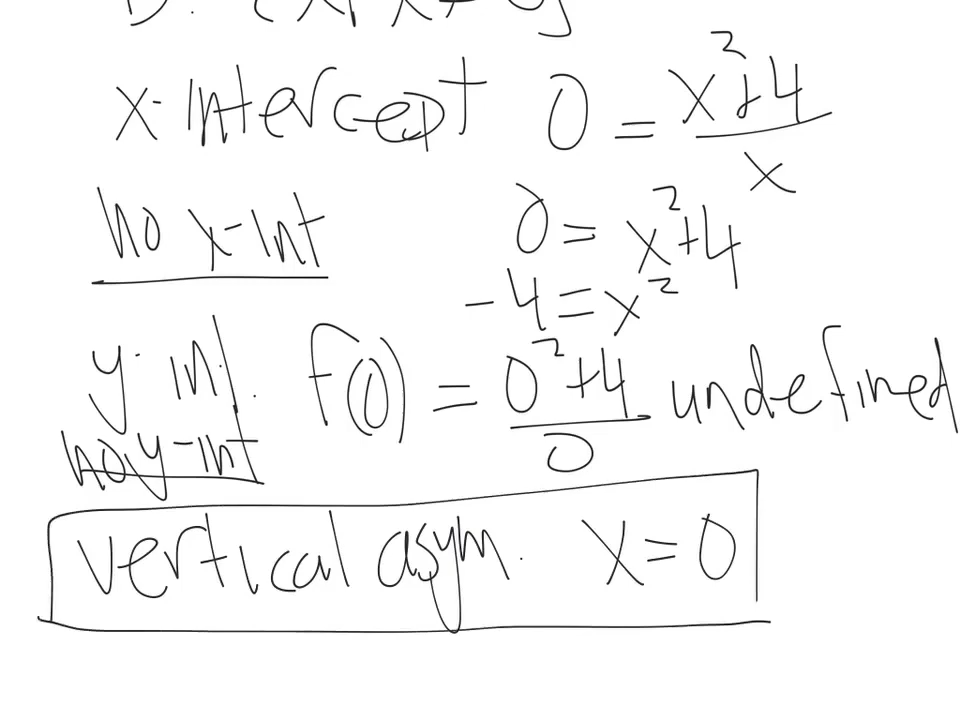 D: {x| x ≠ 0}
x-intercept 0 = x²+4 / x
no x-int 0 = x²+4
-4 = x²
y-int. f(0) = 0²+4 / 0 undefined
no y-int
vertical asym. x=0